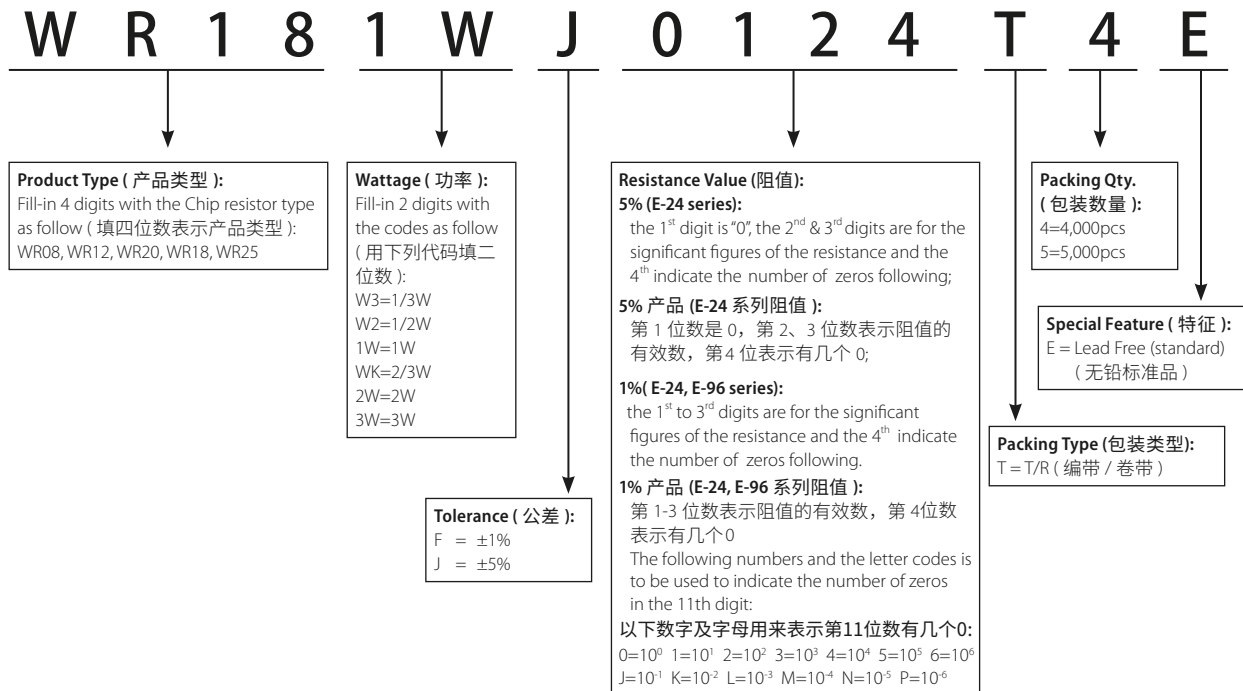 W R 1 8 1 W J 0 1 2 4 T 4 E
Product Type ( 产品类型 ):
Fill-in 4 digits with the Chip resistor type
as follow ( 填四位数表示产品类型 ):
WR08, WR12, WR20, WR18, WR25
Wattage ( 功率 ):
Fill-in 2 digits with
the codes as follow
( 用下列代码填二
位数 ):
W3=1/3W
W2=1/2W
1W=1W
WK=2/3W
2W=2W
3W=3W
Tolerance ( 公差 ):
F = ±1%
J = ±5%
Resistance Value (阻值):
5% (E-24 series):
the 1st digit is “0”, the 2nd & 3rd digits are for the
significant figures of the resistance and the
4th indicate the number of zeros following;
5% 产品 (E-24 系列阻值 ):
第 1 位数是 0，第 2、3 位数表示阻值的
有效数，第4 位表示有几个 0;
1%( E-24, E-96 series):
the 1st to 3rd digits are for the significant
figures of the resistance and the 4th indicate
the number of zeros following.
1% 产品 (E-24, E-96 系列阻值 ):
第 1-3 位数表示阻值的有效数，第 4位数
表示有几个0
The following numbers and the letter codes is
to be used to indicate the number of zeros
in the 11th digit:
以下数字及字母用来表示第11位数有几个0:
0=10⁰ 1=10¹ 2=10² 3=10³ 4=10⁴ 5=10⁵ 6=10⁶
J=10⁻¹ K=10⁻² L=10⁻³ M=10⁻⁴ N=10⁻⁵ P=10⁻⁶
Packing Qty.
( 包装数量 ):
4=4,000pcs
5=5,000pcs
Special Feature ( 特征 ):
E = Lead Free (standard)
( 无铅标准品 )
Packing Type (包装类型):
T = T/R ( 编带 / 卷带 )